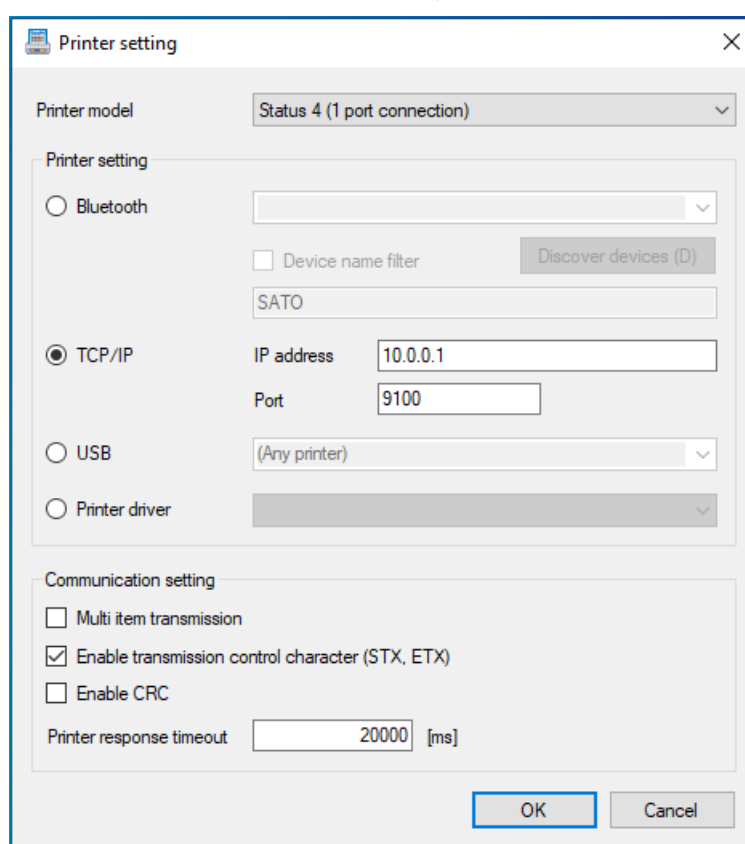 Printer setting
Printer model Status 4 (1 port connection)
Printer setting
Bluetooth
Device name filter Discover devices (D)
SATO
TCP/IP IP address 10.0.0.1
Port 9100
USB (Any printer)
Printer driver
Communication setting
Multi item transmission
Enable transmission control character (STX, ETX)
Enable CRC
Printer response timeout 20000 [ms]
OK Cancel